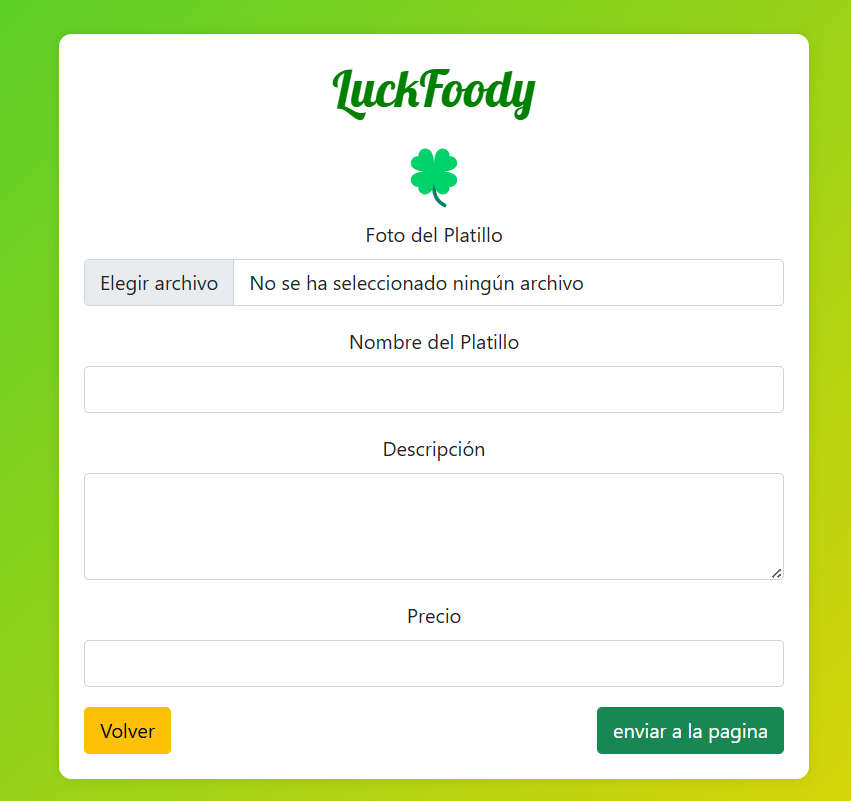 LuckFoody
Foto del Platillo
Elegir archivo No se ha seleccionado ningún archivo
Nombre del Platillo
Descripción
Precio
Volver enviar a la pagina